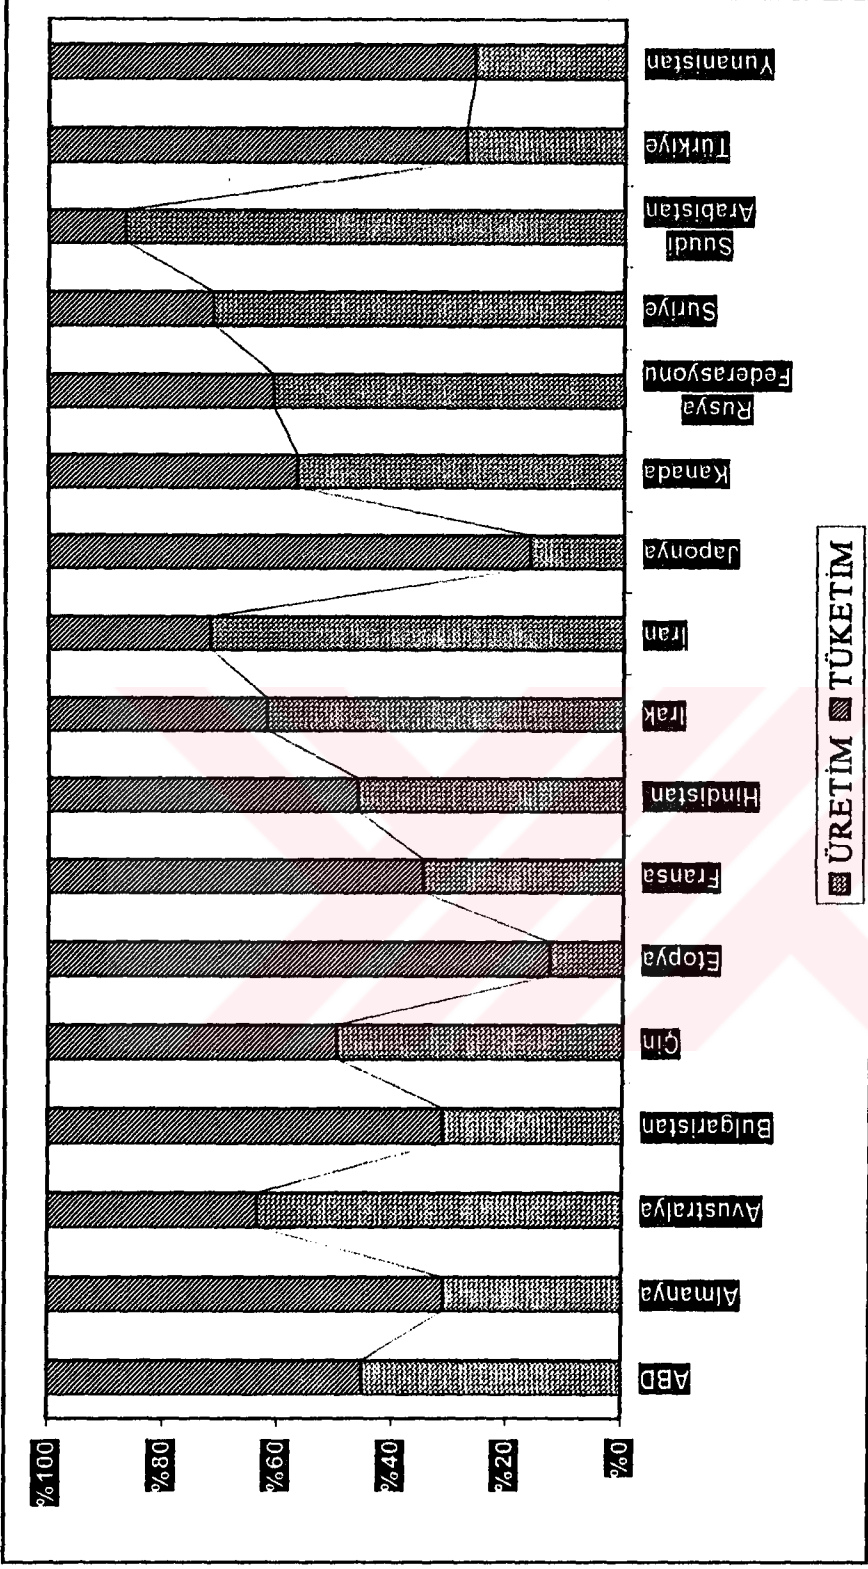 %100
%80
%60
%40
%20
%0
ABD
Almanya
Avustralya
Bulgaristan
Çin
Etopya
Fransa
Hindistan
Irak
İran
Japonya
Kanada
Rusya
Federasyonu
Suriye
Suudi
Arabistan
Türkiye
Yunanistan
ÜRETİM TÜKETİM